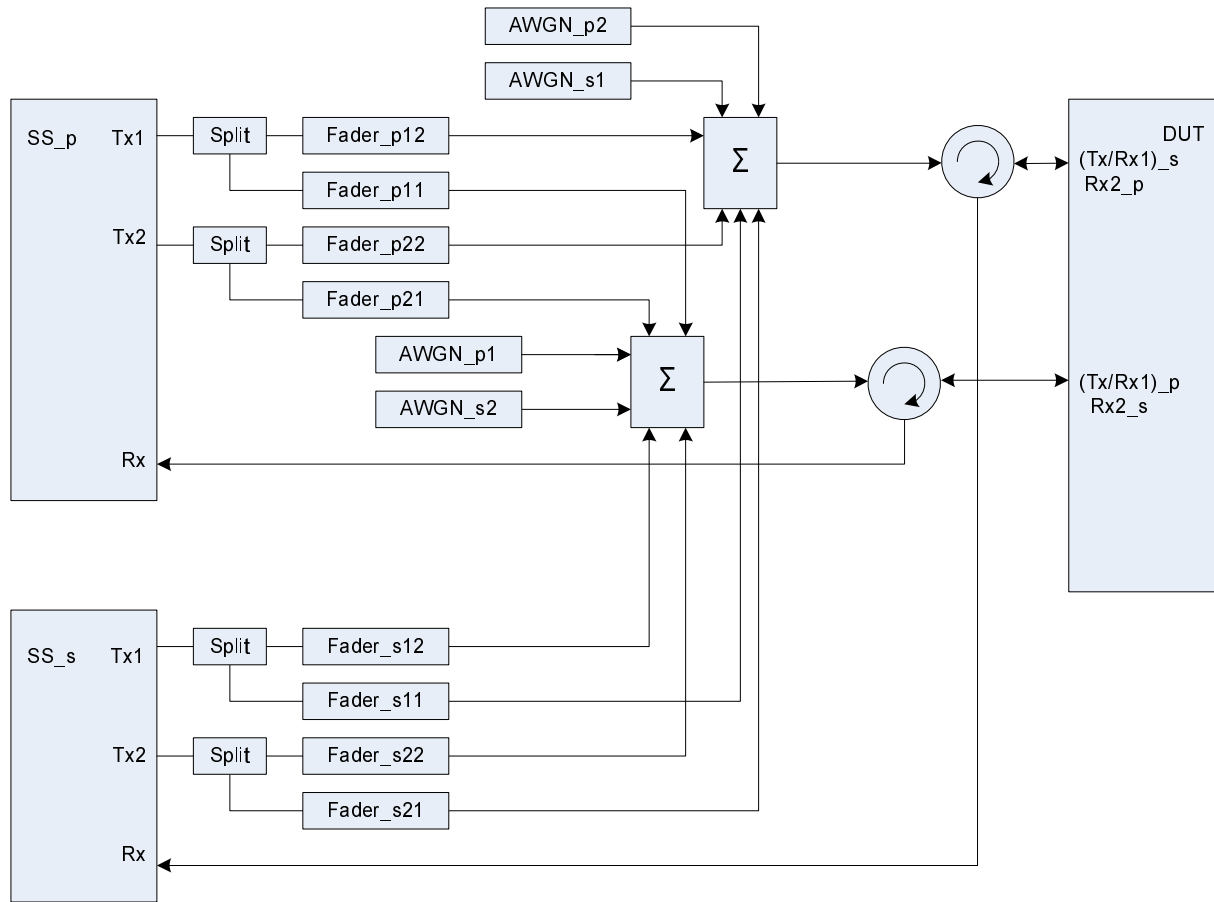 AWGN_p2
AWGN_s1
SS_p
Tx1
Split
Fader_p12
Σ
DUT
(Tx/Rx1)_s
Rx2_p
Fader_p11
Tx2
Split
Fader_p22
Fader_p21
AWGN_p1
Σ
AWGN_s2
(Tx/Rx1)_p
Rx2_s
Rx
SS_s
Tx1
Split
Fader_s12
Fader_s11
Tx2
Split
Fader_s22
Fader_s21
Rx